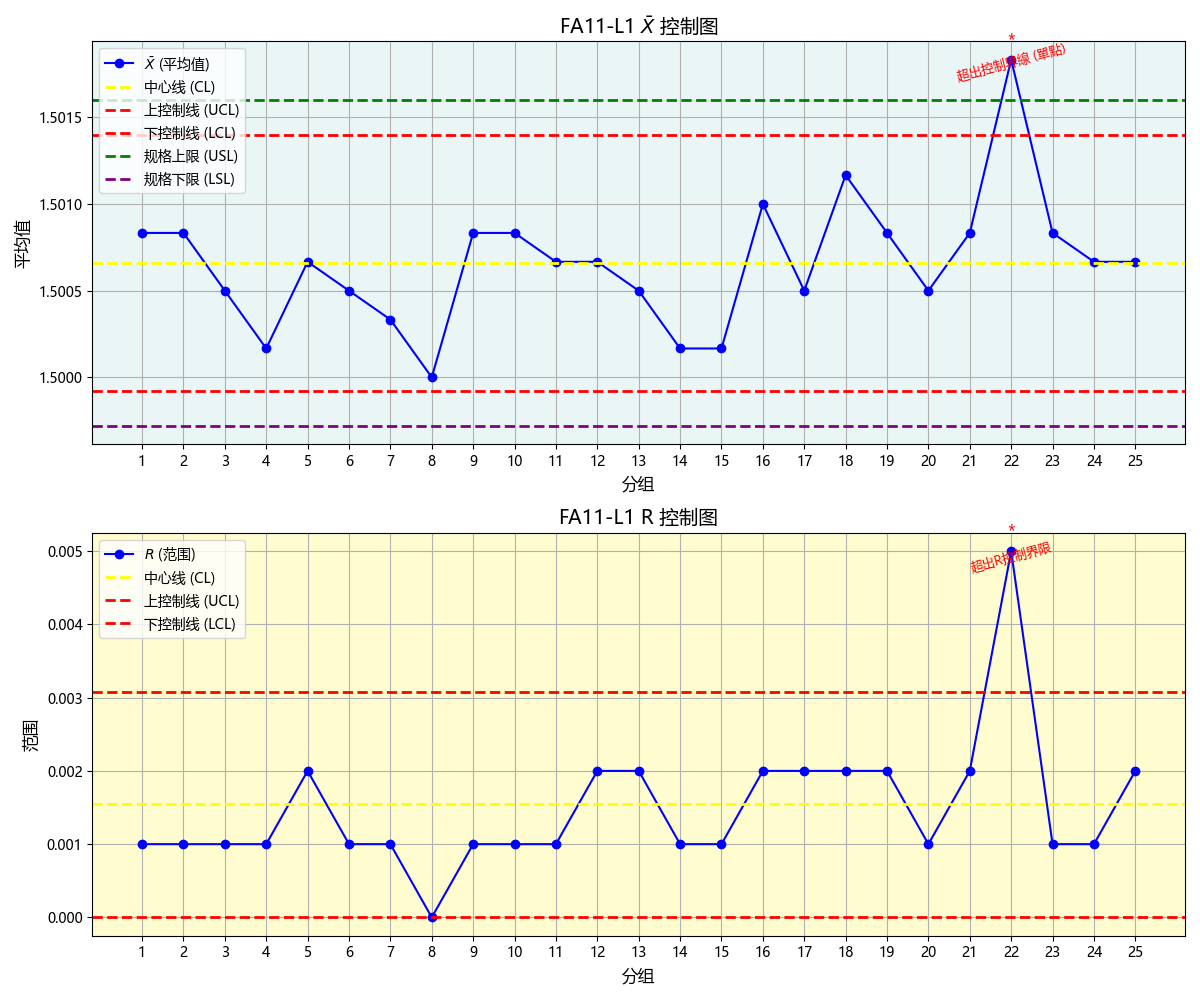 FA11-L1 X̄ 控制图
*
超出控制界線 (單點)
X̄ (平均值)
中心线 (CL)
上控制线 (UCL)
下控制线 (LCL)
规格上限 (USL)
规格下限 (LSL)
平均值
1.5015
1.5010
1.5005
1.5000
1 2 3 4 5 6 7 8 9 10 11 12 13 14 15 16 17 18 19 20 21 22 23 24 25
分组
FA11-L1 R 控制图
*
超出R控制界限
R (范围)
中心线 (CL)
上控制线 (UCL)
下控制线 (LCL)
范围
0.005
0.004
0.003
0.002
0.001
0.000
1 2 3 4 5 6 7 8 9 10 11 12 13 14 15 16 17 18 19 20 21 22 23 24 25
分组